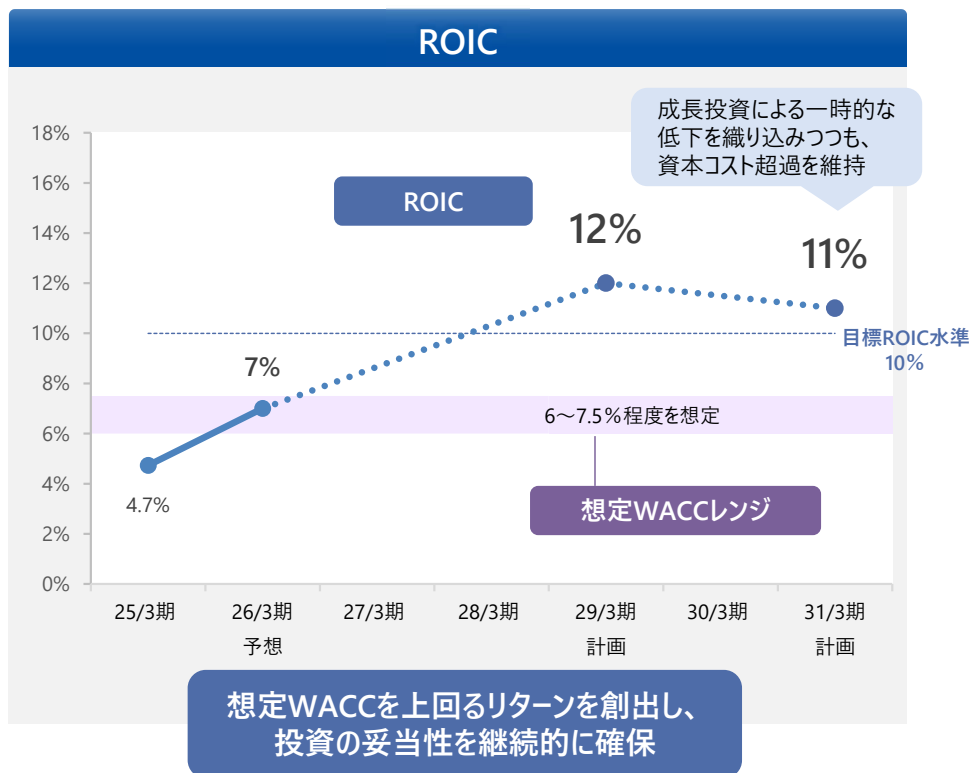 ROIC
成長投資による一時的な
低下を織り込みつつも、
資本コスト超過を維持
18%
16%
14%
12%
10%
8%
6%
4%
2%
0%
ROIC
12%
11%
7%
4.7%
目標ROIC水準
10%
6～7.5％程度を想定
想定WACCレンジ
25/3期
26/3期
予想
27/3期
28/3期
29/3期
計画
30/3期
31/3期
計画
想定WACCを上回るリターンを創出し、
投資の妥当性を継続的に確保